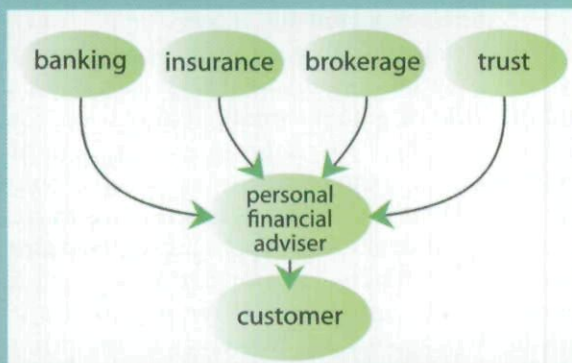 banking
insurance
brokerage
trust
personal
financial
adviser
customer